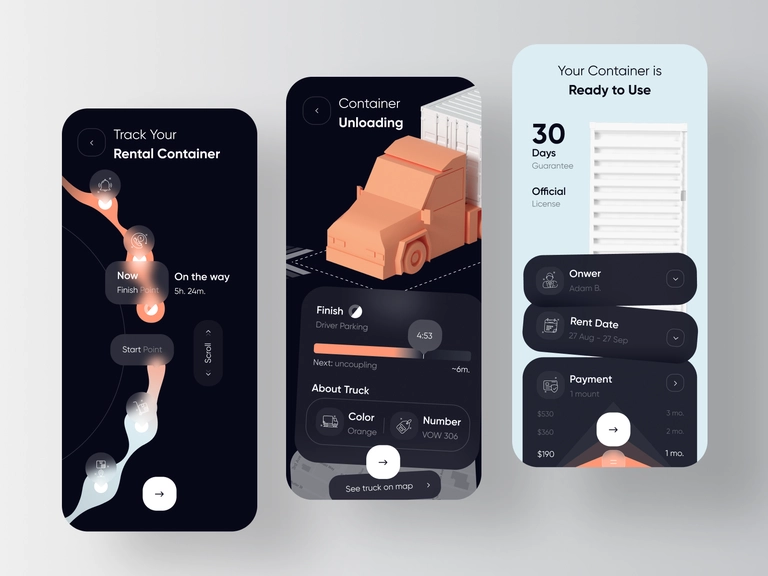 Track Your
Rental Container
Now
Finish Point
On the way
5h. 24m.
Start Point
Scroll
Container
Unloading
Finish
Driver Parking
4:53
Next: uncoupling
~6m.
About Truck
Color
Orange
Number
VOW 306
See truck on map
Your Container is
Ready to Use
30
Days
Guarantee
Official
License
Onwer
Adam B.
Rent Date
27 Aug - 27 Sep
Payment
1 mount
$530
3 mo.
$360
2 mo.
$190
1 mo.